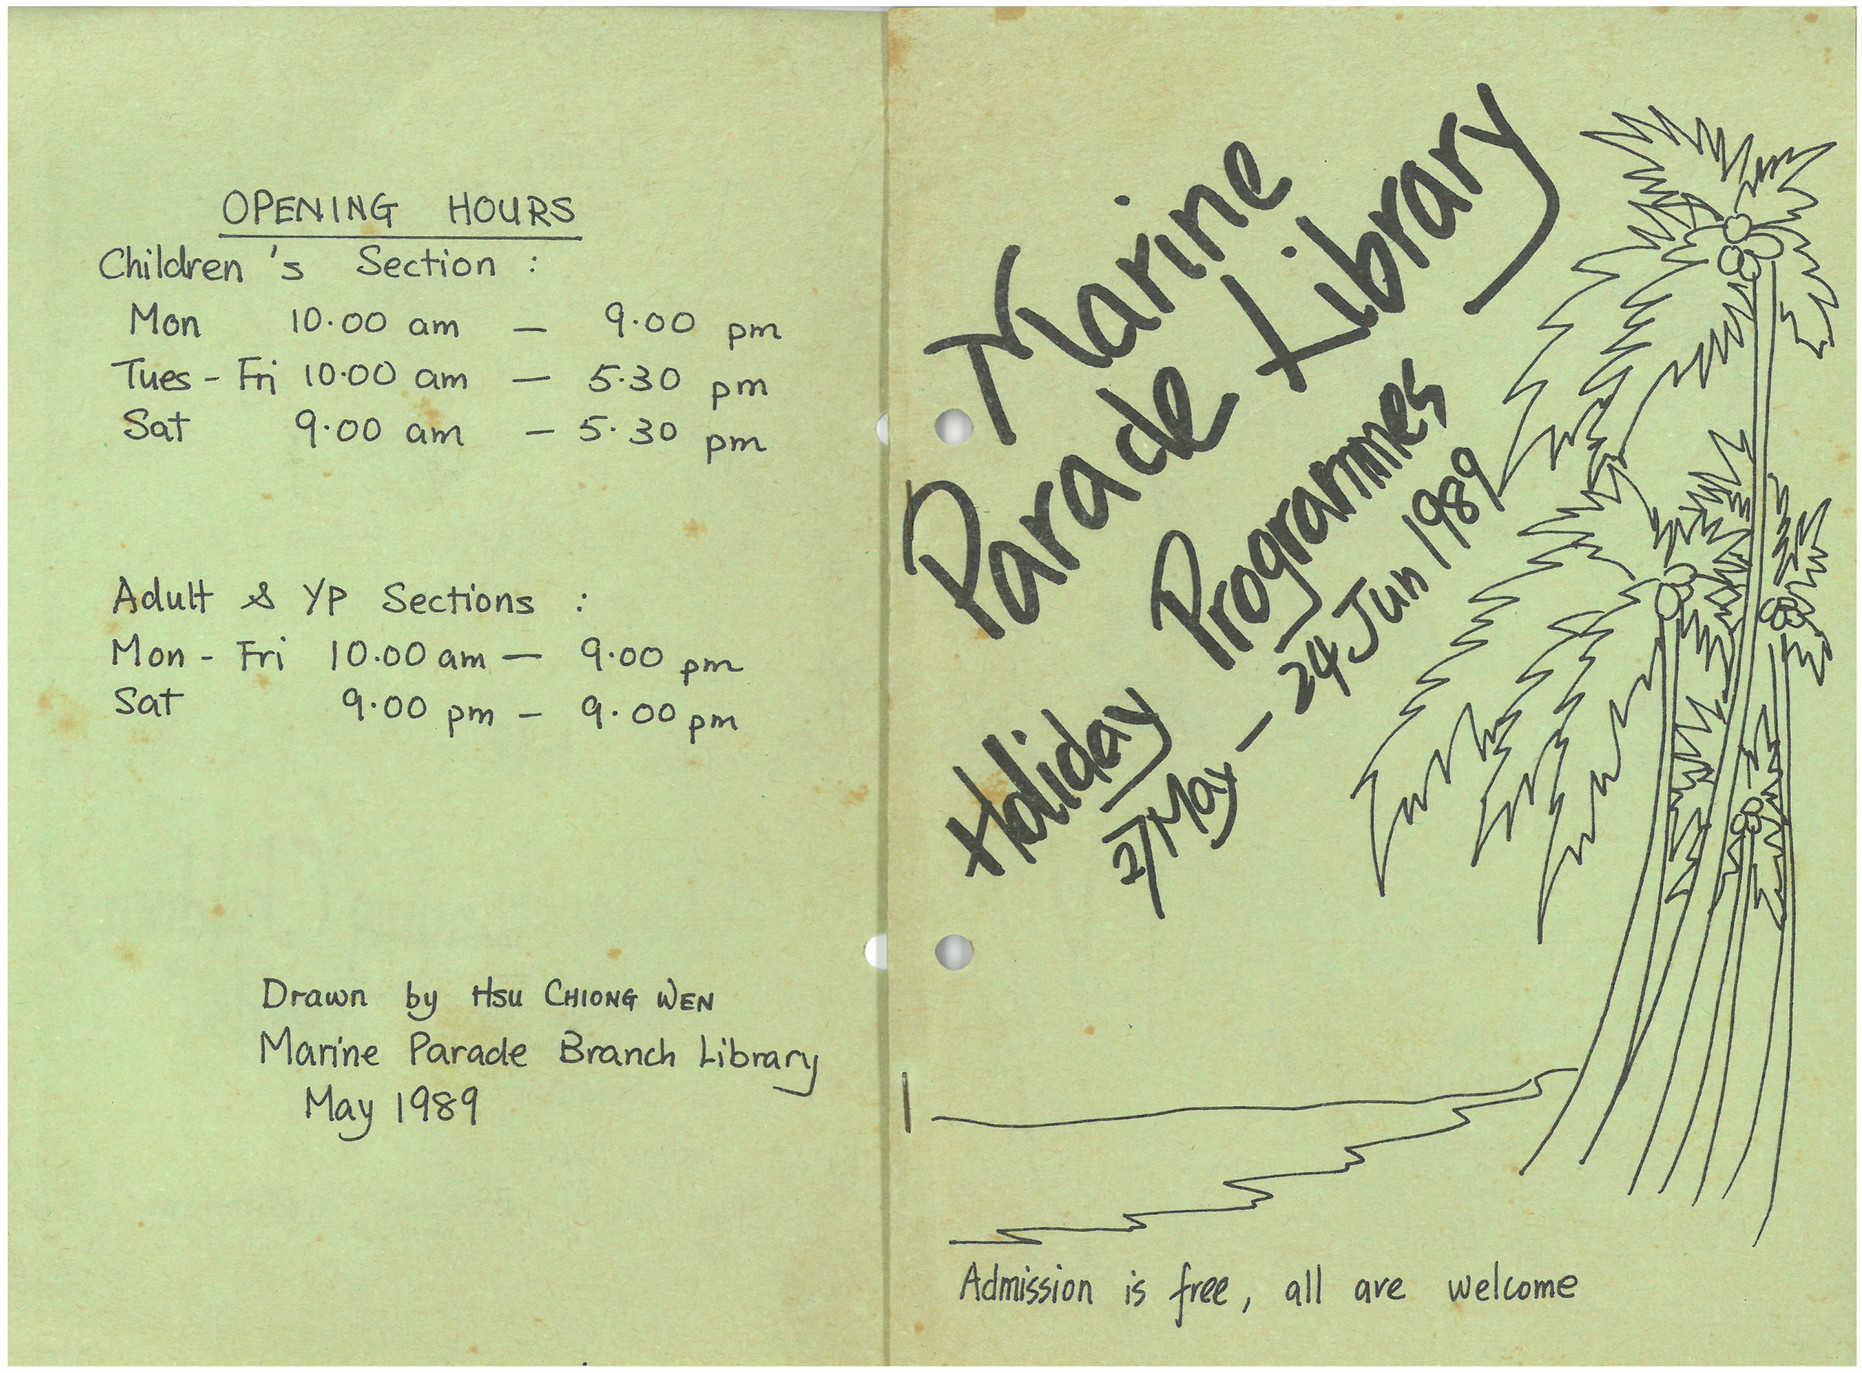 OPENING HOURS
Children's Section :
Mon 10.00 am — 9.00 pm
Tues - Fri 10.00 am — 5.30 pm
Sat 9.00 am — 5.30 pm
Adult & YP Sections :
Mon - Fri 10.00 am — 9.00 pm
Sat 9.00 pm — 9.00 pm
Drawn by HSU CHIONG WEN
Marine Parade Branch Library
May 1989
Marine
Parade Library
Holiday Programmes
27 May — 24 Jun 1989
Admission is free, all are welcome